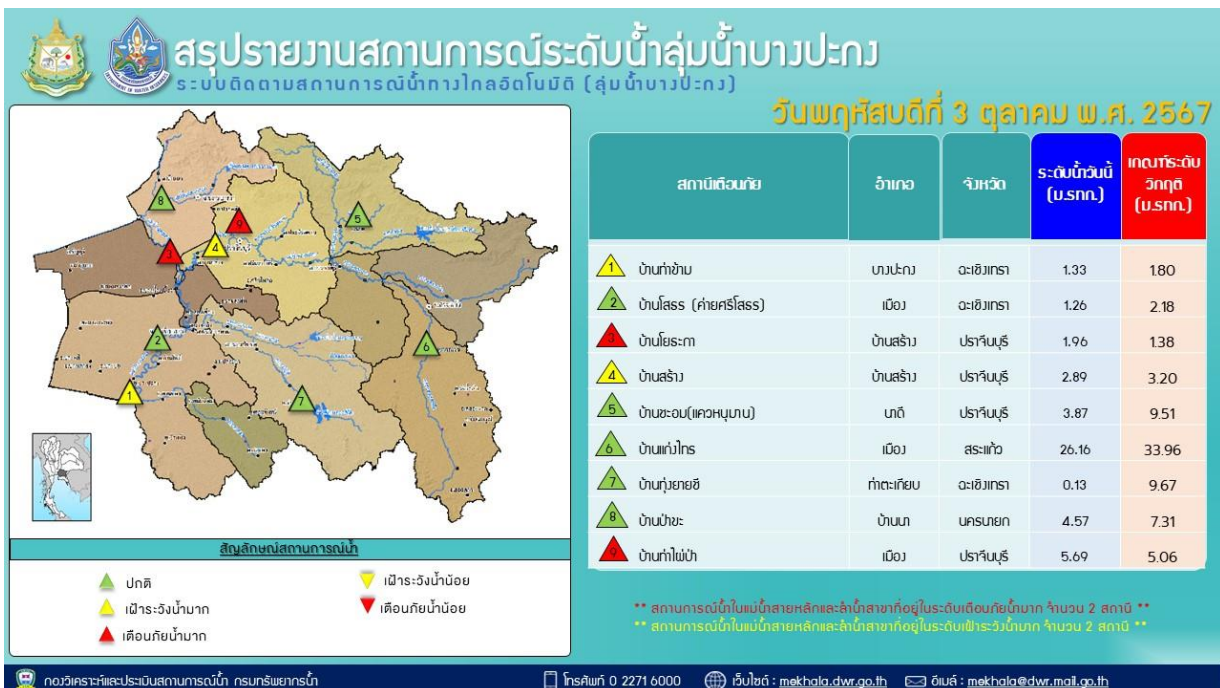 สรุปรายงานสถานการณ์ระดับน้ำลุ่มน้ำบางปะกง
ระบบติดตามสถานการณ์น้ำทางไกลอัตโนมัติ (ลุ่มน้ำบางปะกง)
วันพฤหัสบดีที่ 3 ตุลาคม พ.ศ. 2567
สถานีเตือนภัย อำเภอ จังหวัด ระดับน้ำวันนี้ (ม.รทก.) เกณฑ์ระดับวิกฤติ (ม.รทก.)
1 บ้านท่าข้าม บางปะกง ฉะเชิงเทรา 1.33 1.80
2 บ้านโสธร (ค่ายศรีโสธร) เมือง ฉะเชิงเทรา 1.26 2.18
3 บ้านโยธะกา บ้านสร้าง ปราจีนบุรี 1.96 1.38
4 บ้านสร้าง บ้านสร้าง ปราจีนบุรี 2.89 3.20
5 บ้านชะอม(แควหนุมาน) นาดี ปราจีนบุรี 3.87 9.51
6 บ้านแก่งไทร เมือง สระแก้ว 26.16 33.96
7 บ้านทุ่งยายชี ท่าตะเกียบ ฉะเชิงเทรา 0.13 9.67
8 บ้านป่าขะ บ้านนา นครนายก 4.57 7.31
9 บ้านท่าไผ่ป่า เมือง ปราจีนบุรี 5.69 5.06
สัญลักษณ์สถานการณ์น้ำ
ปกติ
เฝ้าระวังน้ำมาก
เตือนภัยน้ำมาก
เฝ้าระวังน้ำน้อย
เตือนภัยน้ำน้อย
** สถานการณ์น้ำในแม่น้ำสายหลักและลำน้ำสาขาที่อยู่ในระดับเตือนภัยน้ำมาก จำนวน 2 สถานี **
** สถานการณ์น้ำในแม่น้ำสายหลักและลำน้ำสาขาที่อยู่ในระดับเฝ้าระวังน้ำมาก จำนวน 2 สถานี **
กองวิเคราะห์และประเมินสถานการณ์น้ำ กรมทรัพยากรน้ำ โทรศัพท์ 0 2271 6000 เว็บไซต์ : mekhala.dwr.go.th อีเมล์ : mekhala@dwr.mail.go.th